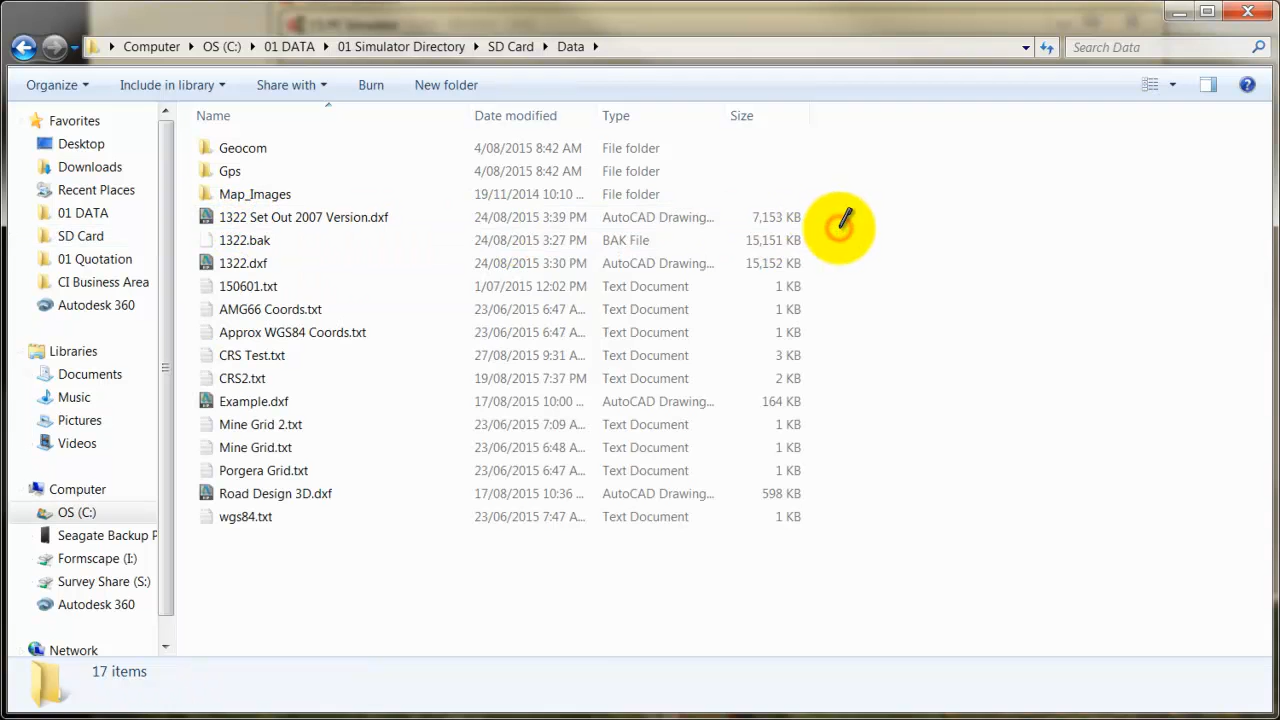 Computer OS (C:) 01 DATA 01 Simulator Directory SD Card Data Search Data
Organize Include in library Share with Burn New folder
Name Date modified Type Size
Favorites
Desktop
Downloads
Recent Places
01 DATA
SD Card
01 Quotation
CI Business Area
Autodesk 360
Libraries
Documents
Music
Pictures
Videos
Computer
OS (C:)
Seagate Backup P
Formscape (I:)
Survey Share (S:)
Autodesk 360
Network
Geocom 4/08/2015 8:42 AM File folder
Gps 4/08/2015 8:42 AM File folder
Map_Images 19/11/2014 10:10 ... File folder
1322 Set Out 2007 Version.dxf 24/08/2015 3:39 PM AutoCAD Drawing... 7,153 KB
1322.bak 24/08/2015 3:27 PM BAK File 15,151 KB
1322.dxf 24/08/2015 3:30 PM AutoCAD Drawing... 15,152 KB
150601.txt 1/07/2015 12:02 PM Text Document 1 KB
AMG66 Coords.txt 23/06/2015 6:47 A... Text Document 1 KB
Approx WGS84 Coords.txt 23/06/2015 6:47 A... Text Document 1 KB
CRS Test.txt 27/08/2015 9:31 A... Text Document 3 KB
CRS2.txt 19/08/2015 7:37 PM Text Document 2 KB
Example.dxf 17/08/2015 10:00 ... AutoCAD Drawing... 164 KB
Mine Grid 2.txt 23/06/2015 7:09 A... Text Document 1 KB
Mine Grid.txt 23/06/2015 6:48 A... Text Document 1 KB
Porgera Grid.txt 23/06/2015 6:47 A... Text Document 1 KB
Road Design 3D.dxf 17/08/2015 10:36 ... AutoCAD Drawing... 598 KB
wgs84.txt 23/06/2015 7:47 A... Text Document 1 KB
17 items